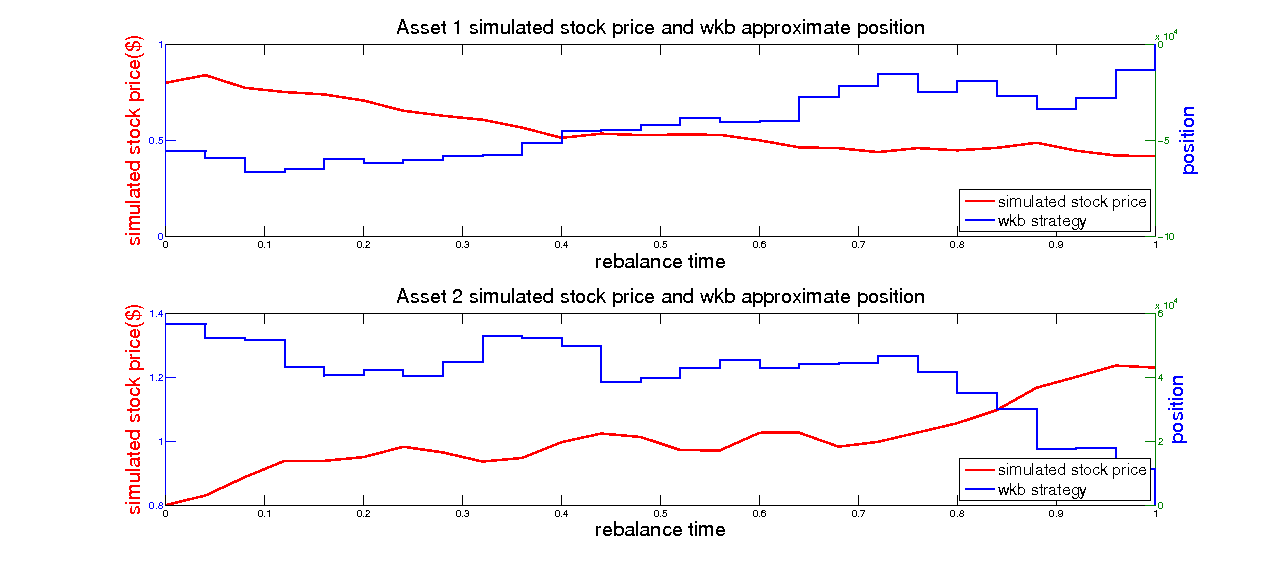 Asset 1 simulated stock price and wkb approximate position
x 10^4
1
0
simulated stock price($)
0.5
-5
position
simulated stock price
wkb strategy
0
-10
0 0.1 0.2 0.3 0.4 0.5 0.6 0.7 0.8 0.9 1
rebalance time
Asset 2 simulated stock price and wkb approximate position
x 10^4
1.4
6
simulated stock price($)
1.2
4
position
1
2
simulated stock price
wkb strategy
0.8
0
0 0.1 0.2 0.3 0.4 0.5 0.6 0.7 0.8 0.9 1
rebalance time